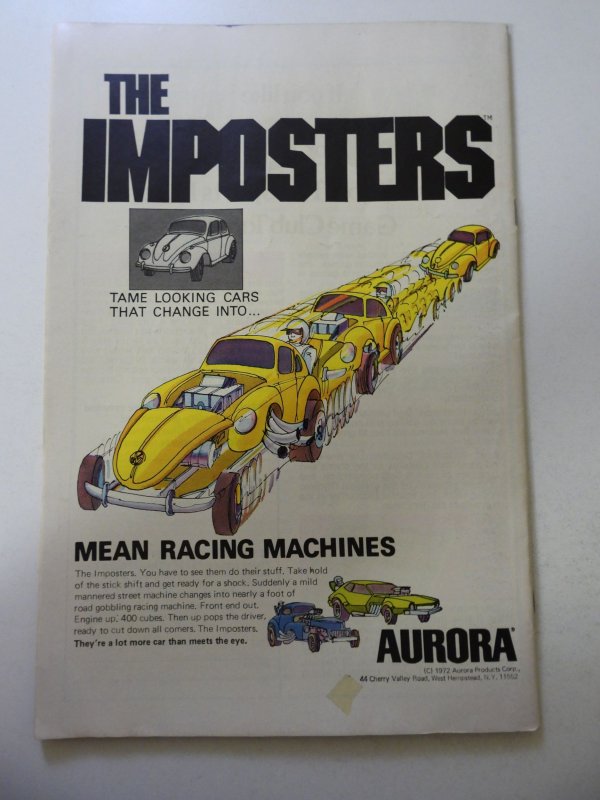 THE
IMPOSTERS™
TAME LOOKING CARS
THAT CHANGE INTO...
MEAN RACING MACHINES
The Imposters. You have to see them do their stuff. Take hold
of the stick shift and get ready for a shock. Suddenly a mild
mannered street machine changes into nearly a foot of
road gobbling racing machine. Front end out.
Engine up. 400 cubes. Then up pops the driver,
ready to cut down all comers. The Imposters.
They're a lot more car than meets the eye.
AURORA®
(C) 1972 Aurora Products Corp.,
44 Cherry Valley Road, West Hempstead, N.Y. 11552